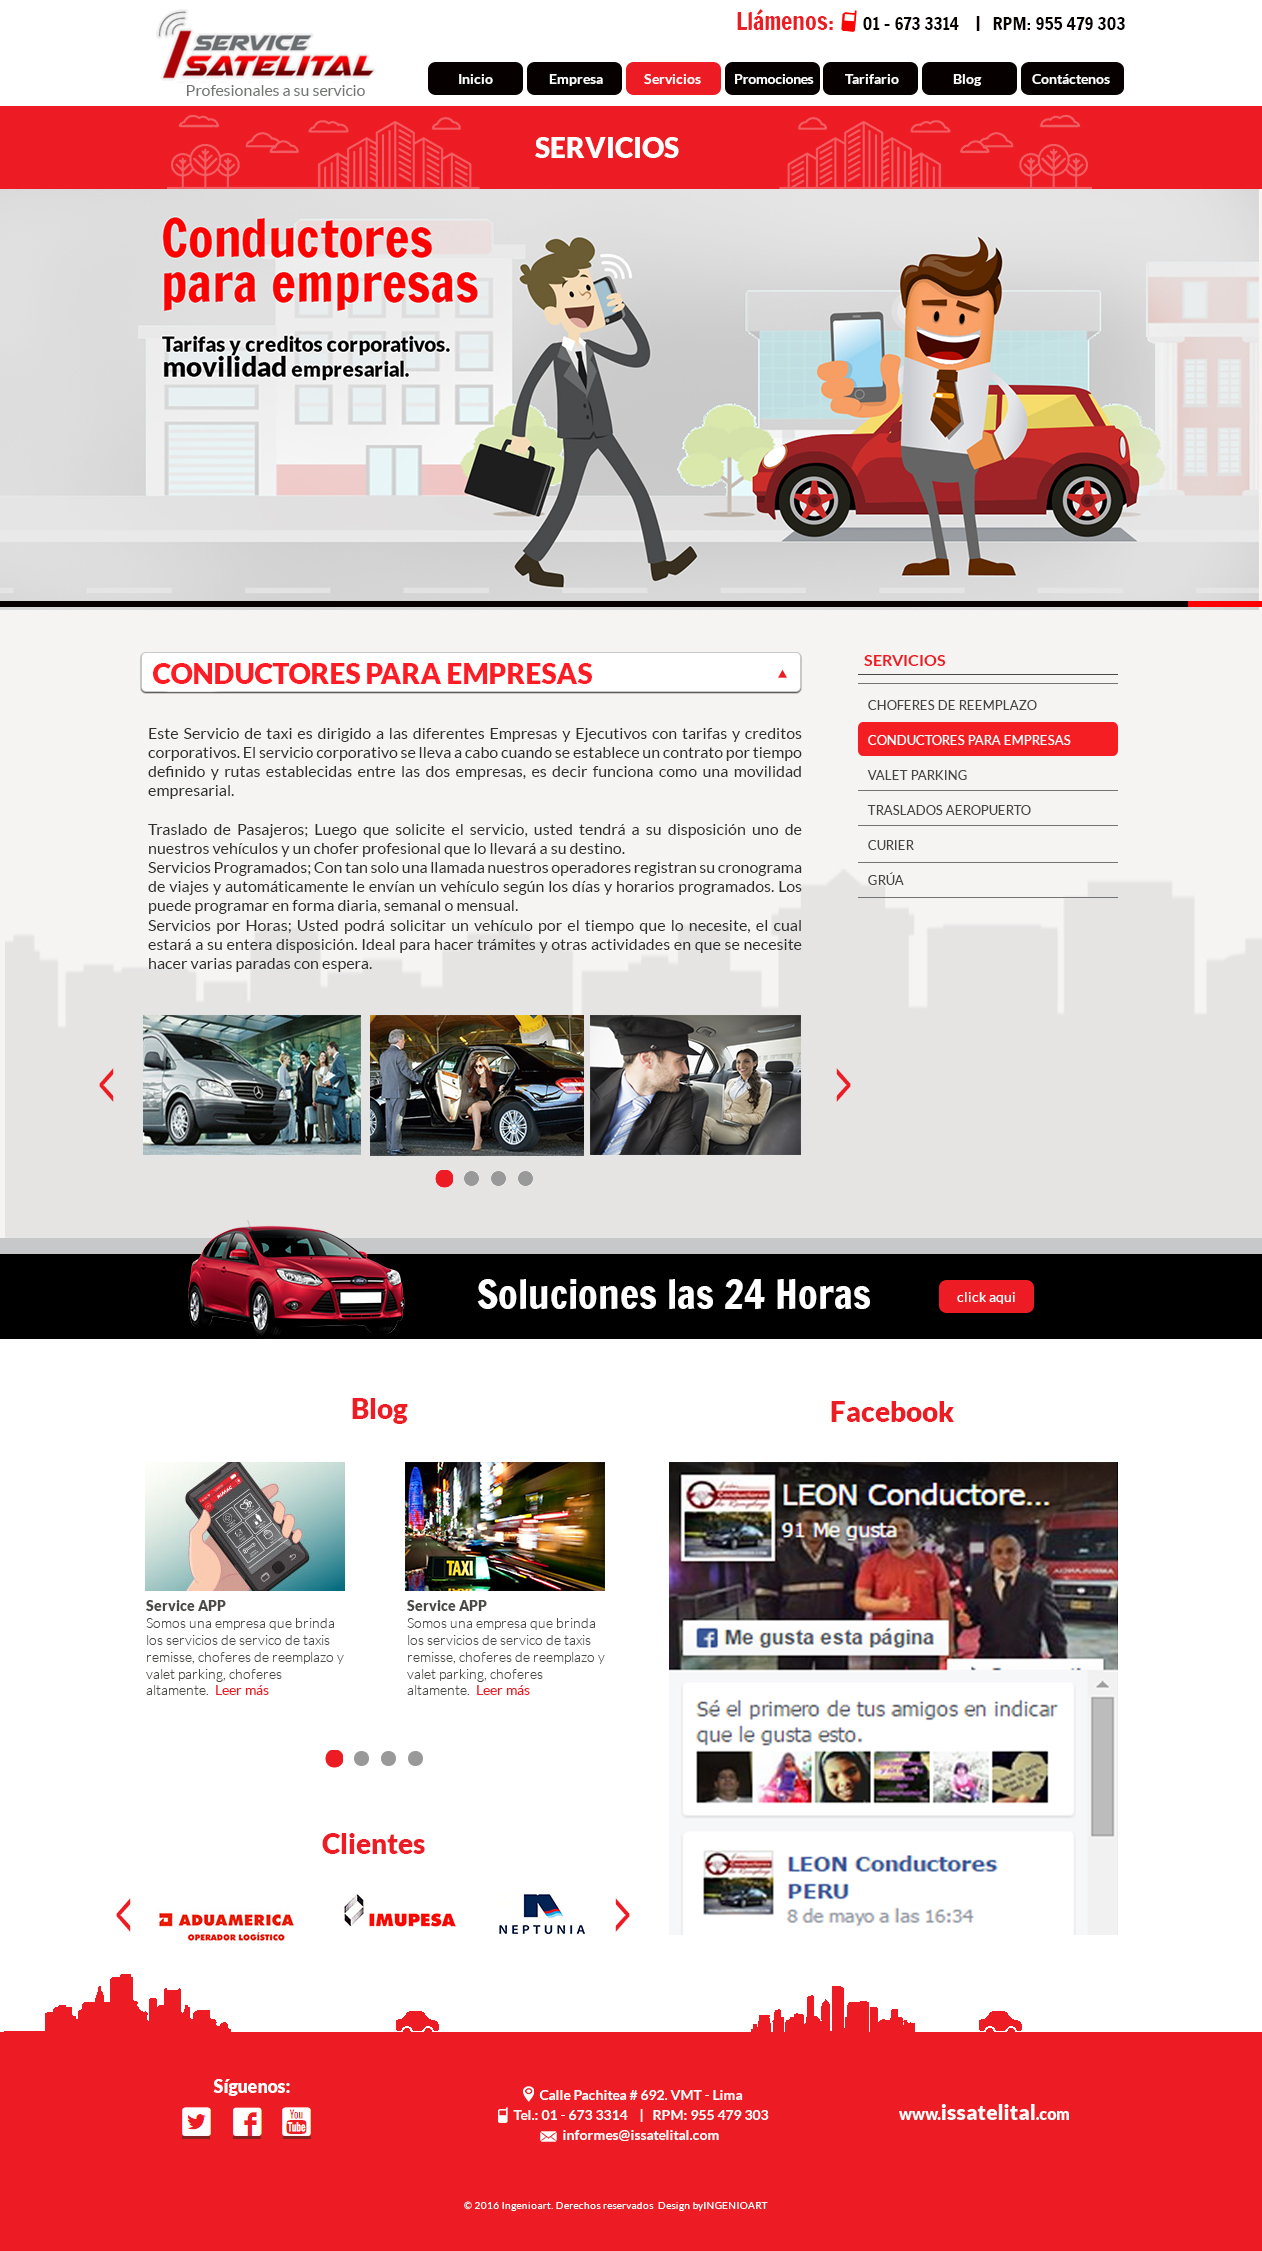 Llámenos: 01 - 673 3314 | RPM: 955 479 303
SERVICE
SATELITAL
Profesionales a su servicio
Inicio Empresa Servicios Promociones Tarifario Blog Contáctenos
SERVICIOS
Conductores
para empresas
Tarifas y creditos corporativos.
movilidad empresarial.
CONDUCTORES PARA EMPRESAS
Este Servicio de taxi es dirigido a las diferentes Empresas y Ejecutivos con tarifas y creditos
corporativos. El servicio corporativo se lleva a cabo cuando se establece un contrato por tiempo
definido y rutas establecidas entre las dos empresas, es decir funciona como una movilidad
empresarial.
Traslado de Pasajeros; Luego que solicite el servicio, usted tendrá a su disposición uno de
nuestros vehículos y un chofer profesional que lo llevará a su destino.
Servicios Programados; Con tan solo una llamada nuestros operadores registran su cronograma
de viajes y automáticamente le envían un vehículo según los días y horarios programados. Los
puede programar en forma diaria, semanal o mensual.
Servicios por Horas; Usted podrá solicitar un vehículo por el tiempo que lo necesite, el cual
estará a su entera disposición. Ideal para hacer trámites y otras actividades en que se necesite
hacer varias paradas con espera.
SERVICIOS
CHOFERES DE REEMPLAZO
CONDUCTORES PARA EMPRESAS
VALET PARKING
TRASLADOS AEROPUERTO
CURIER
GRÚA
Soluciones las 24 Horas
click aqui
Blog
TAXI
Service APP
Somos una empresa que brinda
los servicios de servico de taxis
remisse, choferes de reemplazo y
valet parking, choferes
altamente. Leer más
Service APP
Somos una empresa que brinda
los servicios de servico de taxis
remisse, choferes de reemplazo y
valet parking, choferes
altamente. Leer más
Facebook
LEON Conductore...
91 Me gusta
Me gusta esta página
Sé el primero de tus amigos en indicar
que le gusta esto.
LEON Conductores
PERU
8 de mayo a las 16:34
Clientes
ADUAMERICA
OPERADOR LOGÍSTICO
IMUPESA
NEPTUNIA
Síguenos:
You
Tube
Calle Pachitea # 692. VMT - Lima
Tel.: 01 - 673 3314 | RPM: 955 479 303
informes@issatelital.com
www.issatelital.com
© 2016 Ingenioart. Derechos reservados Design byINGENIOART